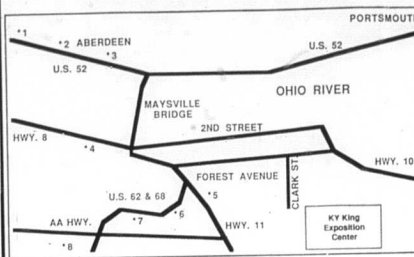 PORTSMOUTH
*1
*2 ABERDEEN
*3
U.S. 52
U.S. 52
OHIO RIVER
MAYSVILLE
BRIDGE
2ND STREET
HWY. 8
*4
HWY. 10
FOREST AVENUE
CLARK ST.
U.S. 62 & 68
*5
*6
*7
HWY. 11
AA HWY.
*8
KY King
Exposition
Center